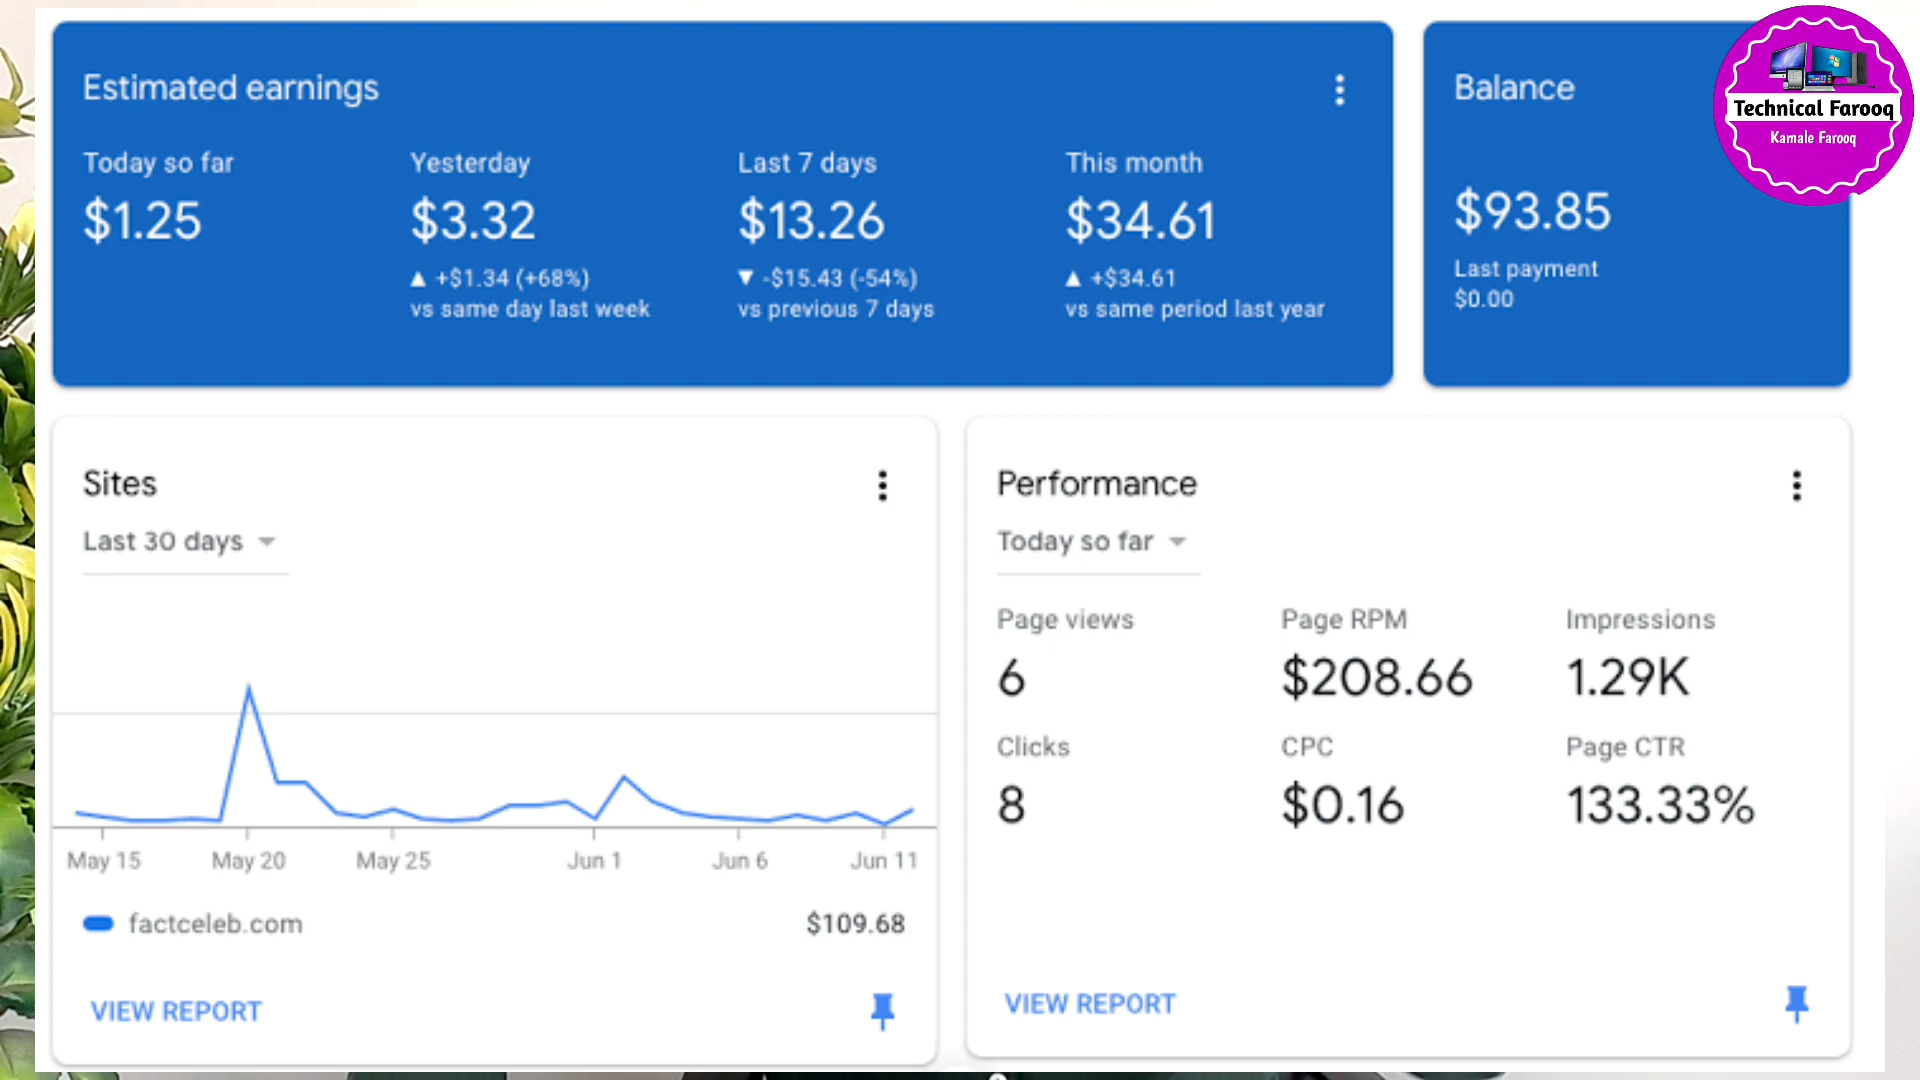 Estimated earnings
Today so far
$1.25
Yesterday
$3.32
▲ +$1.34 (+68%)
vs same day last week
Last 7 days
$13.26
▼ -$15.43 (-54%)
vs previous 7 days
This month
$34.61
▲ +$34.61
vs same period last year
Balance
$93.85
Last payment
$0.00
Technical Farooq
Kamale Farooq
Sites
Last 30 days
May 15 May 20 May 25 Jun 1 Jun 6 Jun 11
factceleb.com $109.68
VIEW REPORT
Performance
Today so far
Page views
6
Page RPM
$208.66
Impressions
1.29K
Clicks
8
CPC
$0.16
Page CTR
133.33%
VIEW REPORT